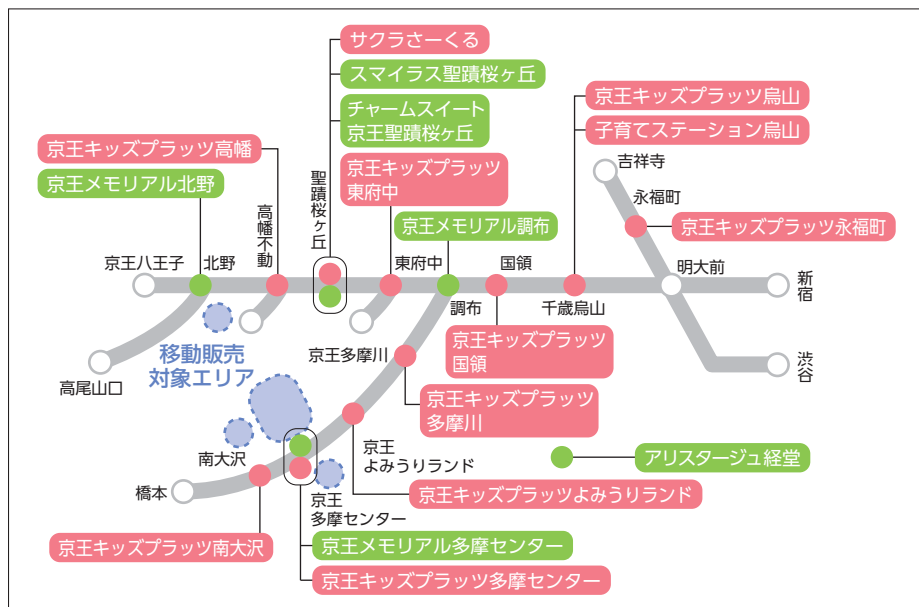 サクラさーくる
スマイラス聖蹟桜ヶ丘
チャームスイート
京王聖蹟桜ヶ丘
京王キッズプラッツ烏山
子育てステーション烏山
京王キッズプラッツ高幡
京王メモリアル北野
京王キッズプラッツ
東府中
吉祥寺
永福町
京王キッズプラッツ永福町
京王メモリアル調布
聖蹟桜ヶ丘
高幡不動
京王八王子
北野
東府中
国領
明大前
新宿
調布
千歳烏山
移動販売
対象エリア
京王多摩川
京王キッズプラッツ
国領
高尾山口
渋谷
京王キッズプラッツ
多摩川
南大沢
京王
よみうりランド
アリスタージュ経堂
橋本
京王
多摩センター
京王キッズプラッツよみうりランド
京王キッズプラッツ南大沢
京王メモリアル多摩センター
京王キッズプラッツ多摩センター